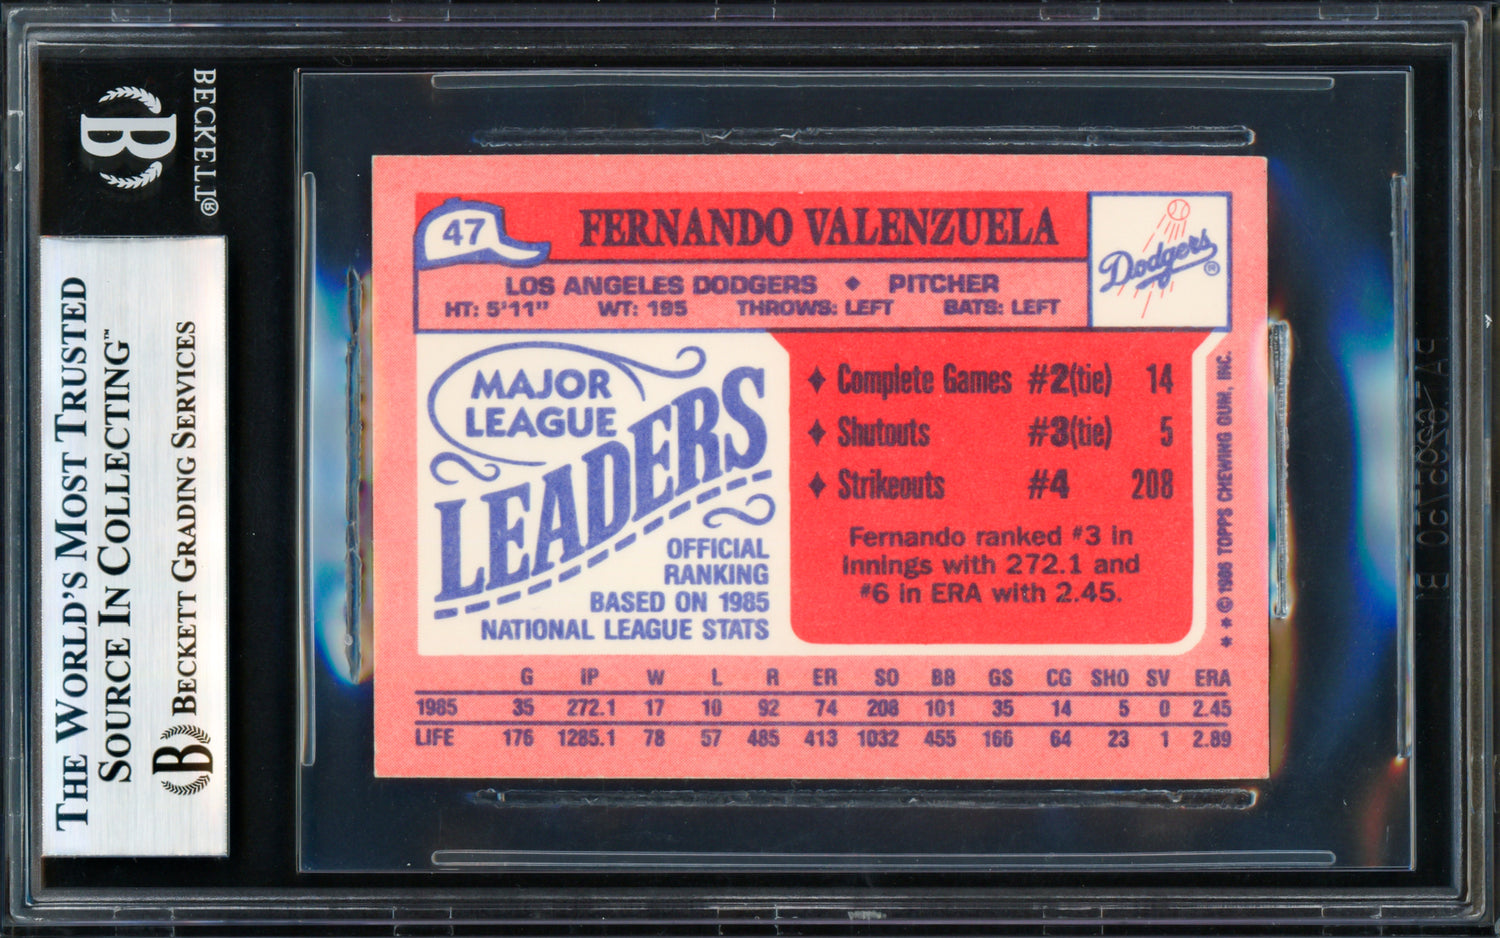 BECKETT®
B
THE WORLD'S MOST TRUSTED
SOURCE IN COLLECTING™
B BECKETT GRADING SERVICES
47 FERNANDO VALENZUELA
Dodgers®
LOS ANGELES DODGERS ♦ PITCHER
HT: 5'11" WT: 195 THROWS: LEFT BATS: LEFT
MAJOR
LEAGUE
LEADERS
OFFICIAL
RANKING
BASED ON 1985
NATIONAL LEAGUE STATS
♦ Complete Games #2(tie) 14
♦ Shutouts #3(tie) 5
♦ Strikeouts #4 208
Fernando ranked #3 in
Innings with 272.1 and
#6 in ERA with 2.45.
* * © 1986 TOPPS CHEWING GUM, INC.
G IP W L R ER SO BB GS CG SHO SV ERA
1985 35 272.1 17 10 92 74 208 101 35 14 5 0 2.45
LIFE 176 1285.1 78 57 485 413 1032 455 166 64 23 1 2.89